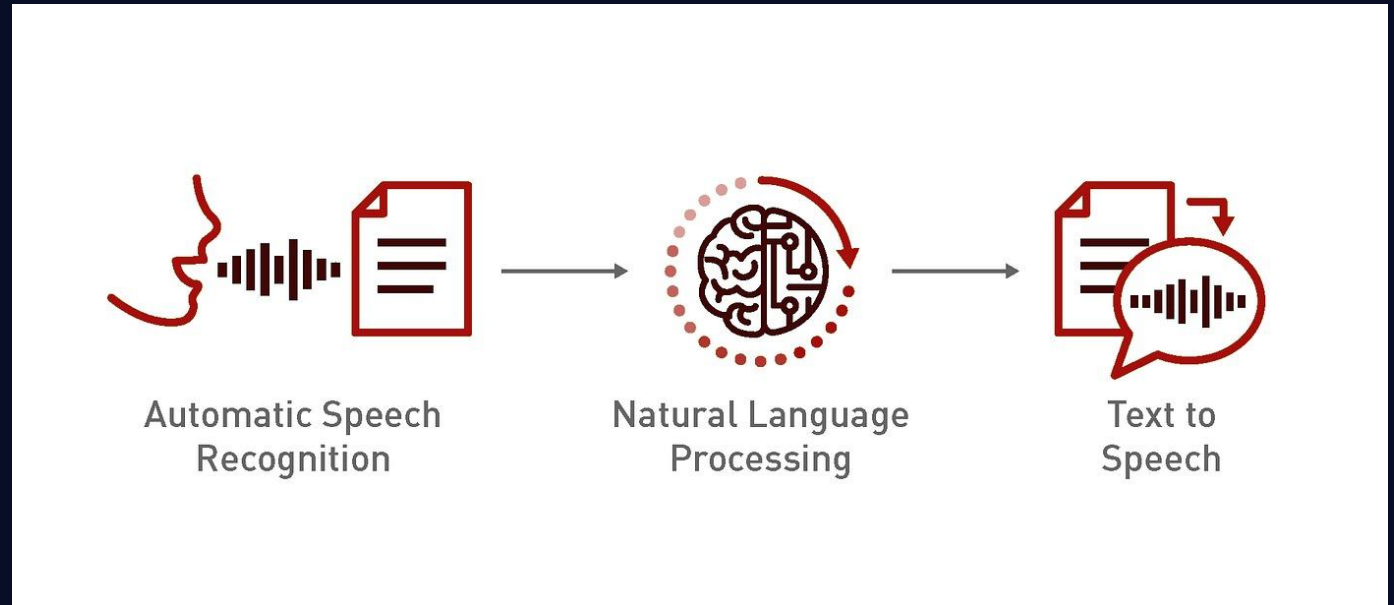 Automatic Speech
Recognition
Natural Language
Processing
Text to
Speech